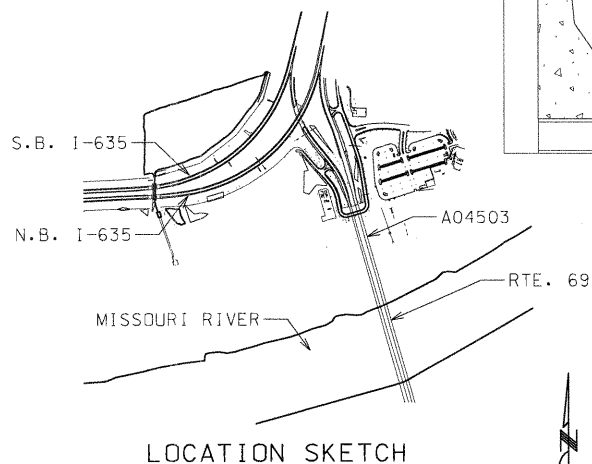 S.B. I-635
N.B. I-635
A04503
RTE. 69
MISSOURI RIVER
N
LOCATION SKETCH